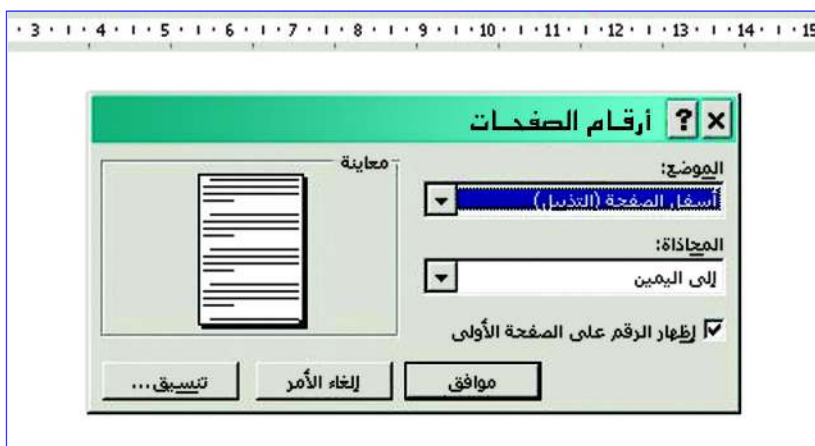 · 3 · ı · 4 · ı · 5 · ı · 6 · ı · 7 · ı · 8 · ı · 9 · ı · 10 · ı · 11 · ı · 12 · ı · 13 · ı · 14 · ı · 15
أرقام الصفحات
الموضع:
معاينة
أسفل الصفحة (التذييل)
المحاذاة:
إلى اليمين
إظهار الرقم على الصفحة الأولى
موافق
إلغاء الأمر
تنسيق...